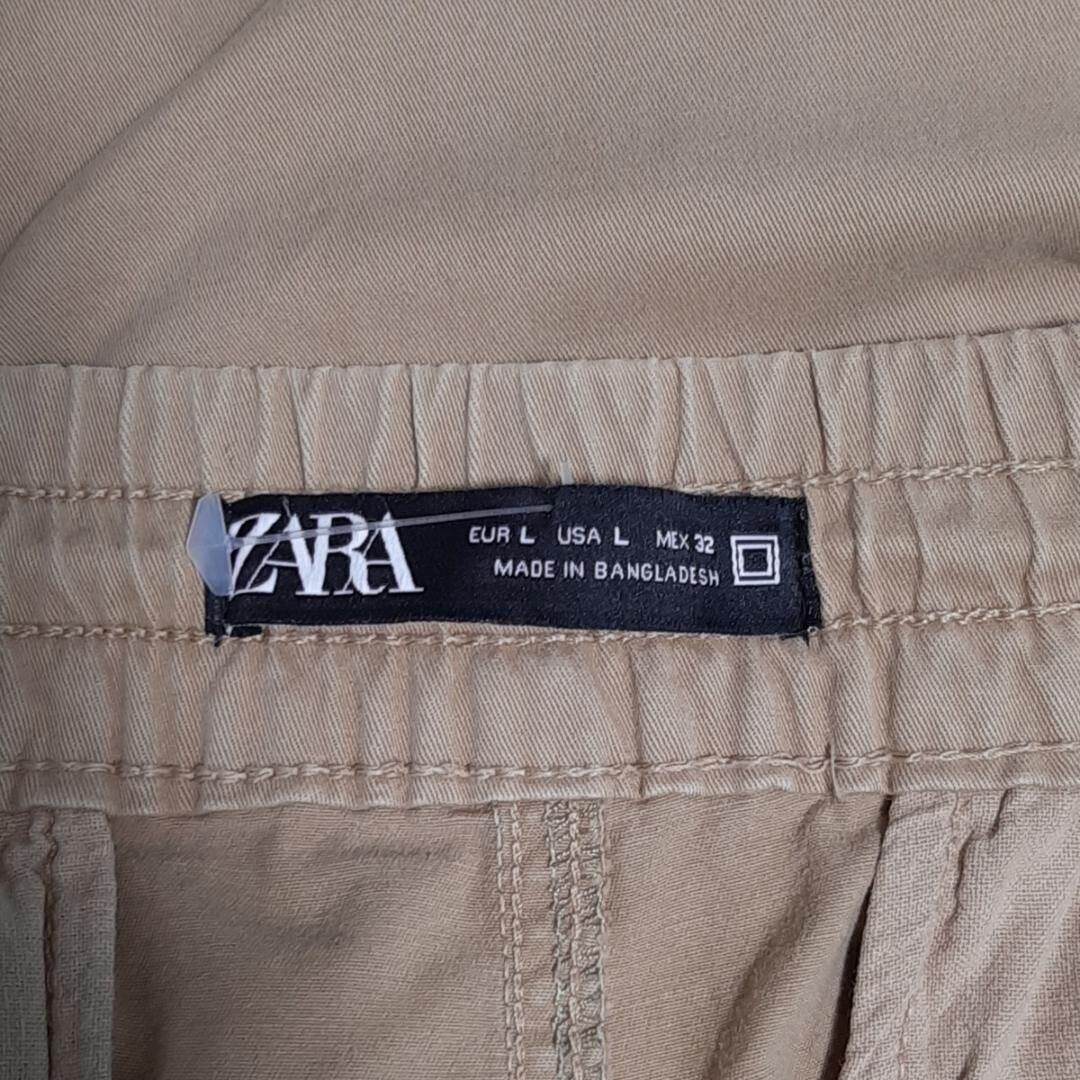 ZARA
EUR L USA L MEX 32
MADE IN BANGLADESH